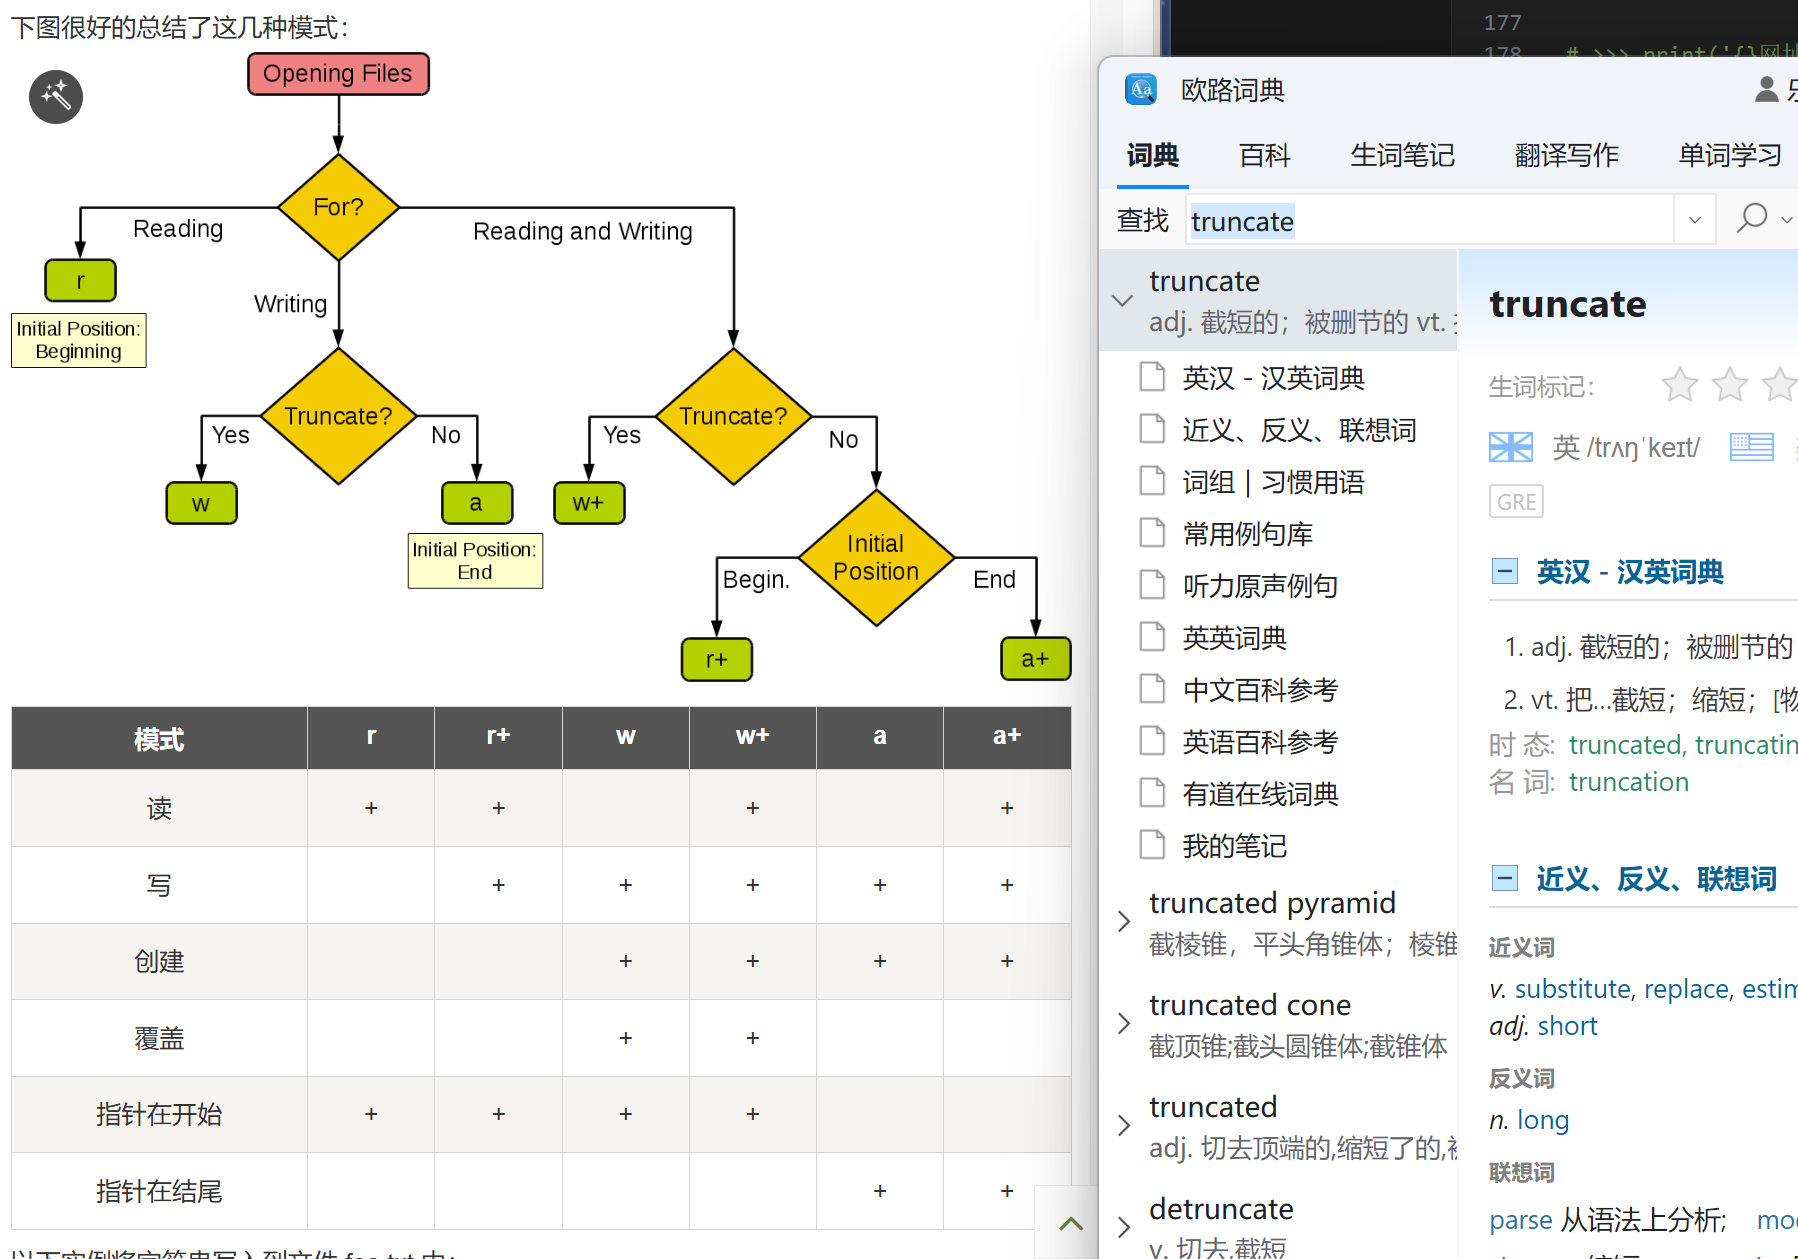 下图很好的总结了这几种模式：
Opening Files
For?
Reading
Reading and Writing
r
Initial Position:
Beginning
Writing
Truncate?
Truncate?
Yes
No
Yes
No
w
a
w+
Initial Position:
End
Initial
Position
Begin.
End
r+
a+
模式 r r+ w w+ a a+
读 + + + +
写 + + + + +
创建 + + + +
覆盖 + +
指针在开始 + + + +
指针在结尾 + +
177
178 # >>> print('{}网址
欧路词典
词典 百科 生词笔记 翻译写作 单词学习
查找 truncate
truncate
adj. 截短的；被删节的 vt.
英汉 - 汉英词典
近义、反义、联想词
词组 | 习惯用语
常用例句库
听力原声例句
英英词典
中文百科参考
英语百科参考
有道在线词典
我的笔记
truncated pyramid
截棱锥，平头角锥体；棱锥
truncated cone
截顶锥;截头圆锥体;截锥体
truncated
adj. 切去顶端的,缩短了的,
detruncate
v. 切去,截短
truncate
生词标记：
英 /trʌŋˈkeɪt/
GRE
英汉 - 汉英词典
1. adj. 截短的；被删节的
2. vt. 把...截短；缩短；[物
时 态: truncated, truncatin
名 词: truncation
近义、反义、联想词
近义词
v. substitute, replace, estim
adj. short
反义词
n. long
联想词
parse 从语法上分析;